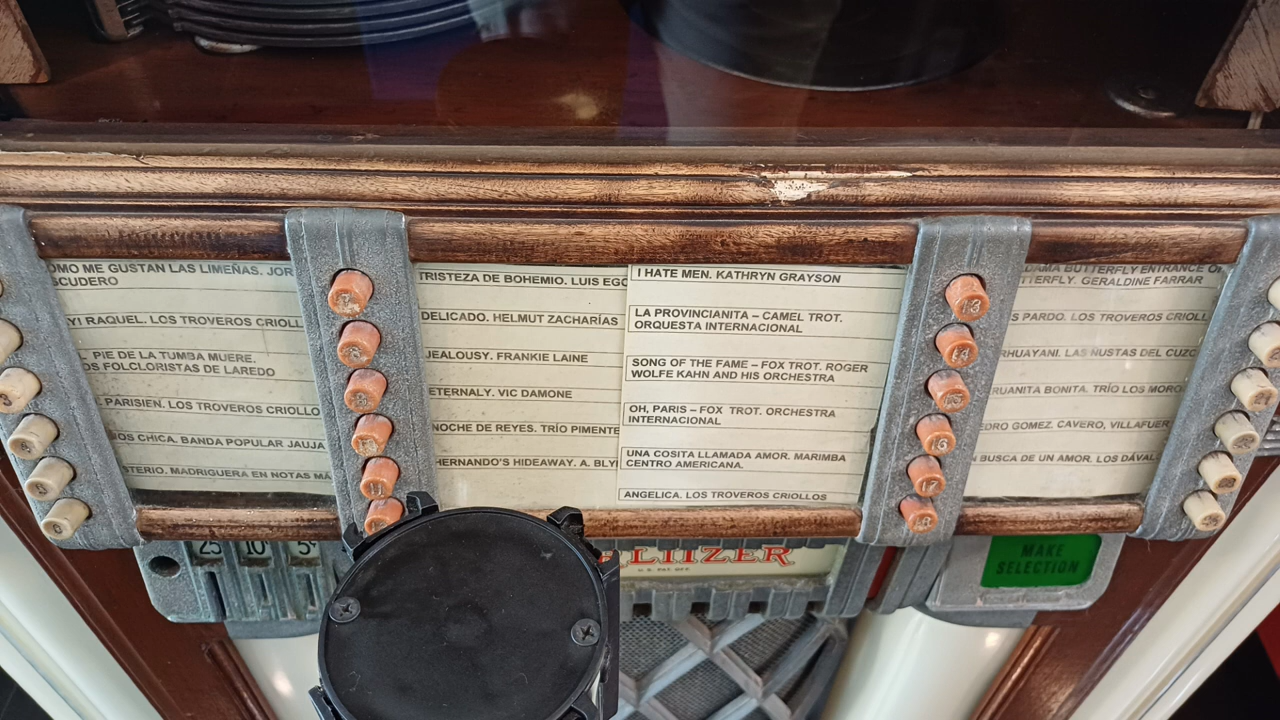 OMO ME GUSTAN LAS LIMEÑAS. JOR
SCUDERO
YI RAQUEL. LOS TROVEROS CRIOLL
PIE DE LA TUMBA MUERE.
OS FOLCLORISTAS DE LAREDO
PARISIEN. LOS TROVEROS CRIOLLO
OS CHICA. BANDA POPULAR JAUJA
STERIO. MADRIGUERA EN NOTAS MÁ
TRISTEZA DE BOHEMIO. LUIS EGO
DELICADO. HELMUT ZACHARÍAS
JEALOUSY. FRANKIE LAINE
ETERNALY. VIC DAMONE
NOCHE DE REYES. TRÍO PIMENTE
HERNANDO'S HIDEAWAY. A. BLY
I HATE MEN. KATHRYN GRAYSON
LA PROVINCIANITA – CAMEL TROT.
ORQUESTA INTERNACIONAL
SONG OF THE FAME – FOX TROT. ROGER
WOLFE KAHN AND HIS ORCHESTRA
OH, PARIS – FOX TROT. ORCHESTRA
INTERNACIONAL
UNA COSITA LLAMADA AMOR. MARIMBA
CENTRO AMERICANA.
ANGELICA. LOS TROVEROS CRIOLLOS
DAMA BUTTERFLY ENTRANCE OF
TTERFLY. GERALDINE FARRAR
S PARDO. LOS TROVEROS CRIOLL
RHUAYANI. LAS ÑUSTAS DEL CUZC
RUANITA BONITA. TRÍO LOS MORO
EDRO GOMEZ. CAVERO, VILLAFUER
BUSCA DE UN AMOR. LOS DÁVAL
13
14
15
16
17
18
25 10¢ 5¢
LITZER
U.S. PAT. OFF.
MAKE
SELECTION